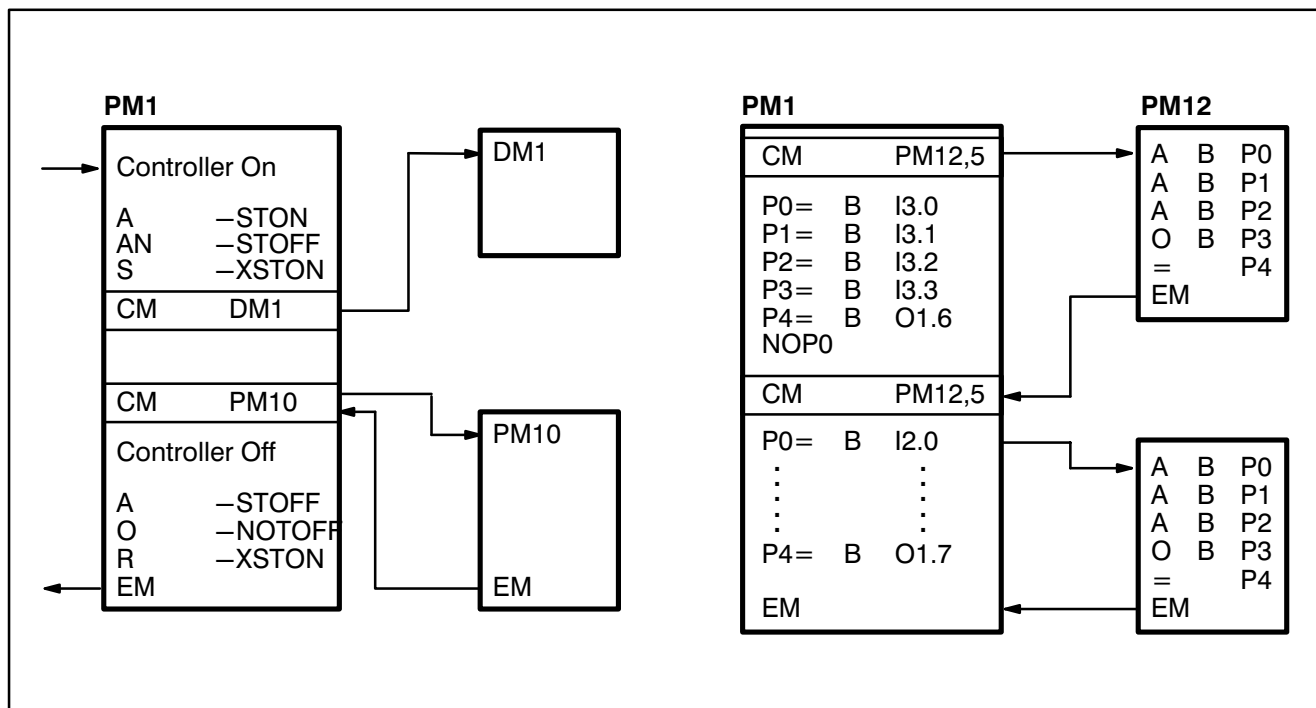 PM1
Controller On
A –STON
AN –STOFF
S –XSTON
CM DM1
CM PM10
Controller Off
A –STOFF
O –NOTOFF
R –XSTON
EM
DM1
PM10
EM
PM1
CM PM12,5
P0= B I3.0
P1= B I3.1
P2= B I3.2
P3= B I3.3
P4= B O1.6
NOP0
CM PM12,5
P0= B I2.0
. .
. .
. .
. .
P4= B O1.7
EM
PM12
A B P0
A B P1
A B P2
O B P3
= P4
EM
A B P0
A B P1
A B P2
O B P3
= P4
EM